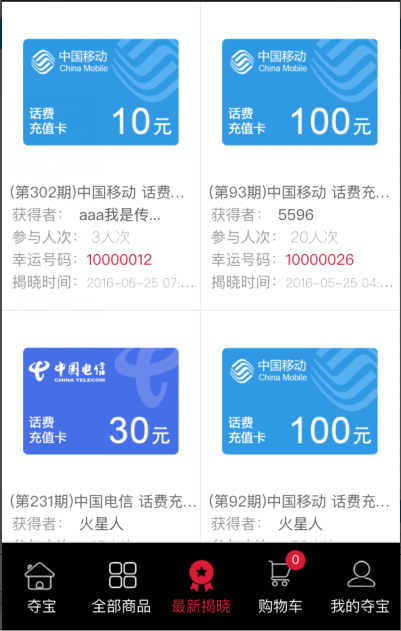 中国移动
China Mobile
话费
充值卡
10元
(第302期)中国移动 话费...
获得者： aaa我是传...
参与人次： 3人次
幸运号码：10000012
揭晓时间：2016-05-25 07:...
中国移动
China Mobile
话费
充值卡
100元
(第93期)中国移动 话费充...
获得者： 5596
参与人次： 20人次
幸运号码：10000026
揭晓时间：2016-05-25 04:...
中国电信
CHINA TELECOM
话费
充值卡
30元
(第231期)中国电信 话费充...
获得者： 火星人
中国移动
China Mobile
话费
充值卡
100元
(第92期)中国移动 话费充...
获得者： 火星人
夺宝
全部商品
最新揭晓
0
购物车
我的夺宝